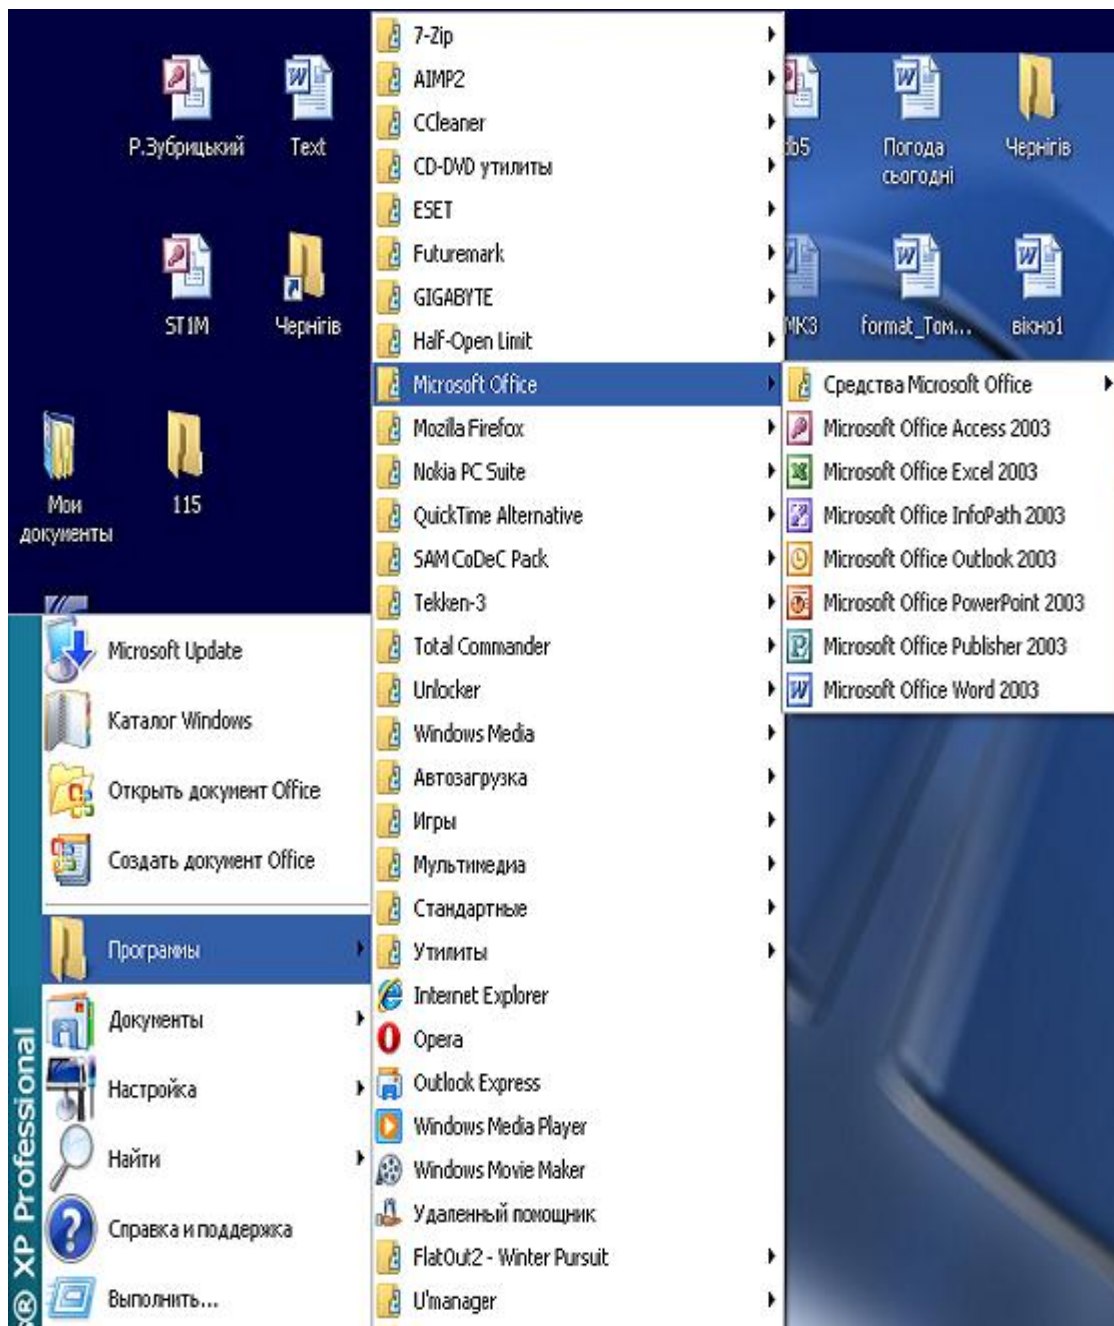 Р.Зубрицький
Text
db5
Погода
сьогодні
Чернігів
ST1M
Чернігів
МКЗ
format_Том...
вікно1
Мои
документы
115
Microsoft Update
Каталог Windows
Открыть документ Office
Создать документ Office
Программы
Документы
Настройка
Найти
Справка и поддержка
Выполнить...
® XP Professional
7-Zip
AIMP2
CCleaner
CD-DVD утилиты
ESET
Futuremark
GIGABYTE
Half-Open Limit
Microsoft Office
Mozilla Firefox
Nokia PC Suite
QuickTime Alternative
SAM CoDeC Pack
Tekken-3
Total Commander
Unlocker
Windows Media
Автозагрузка
Игры
Мультимедиа
Стандартные
Утилиты
Internet Explorer
Opera
Outlook Express
Windows Media Player
Windows Movie Maker
Удаленный помощник
FlatOut2 - Winter Pursuit
U'manager
Средства Microsoft Office
Microsoft Office Access 2003
Microsoft Office Excel 2003
Microsoft Office InfoPath 2003
Microsoft Office Outlook 2003
Microsoft Office PowerPoint 2003
Microsoft Office Publisher 2003
Microsoft Office Word 2003